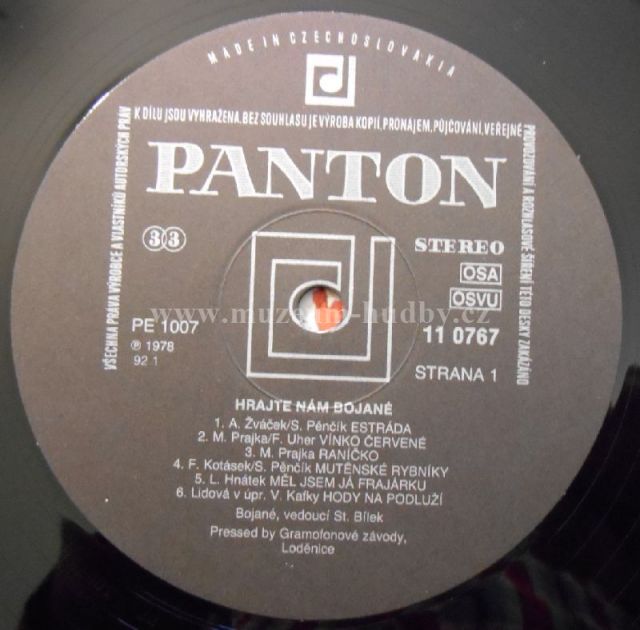 MADE IN CZECHOSLOVAKIA
VŠECHNA PRÁVA VÝROBCE A VLASTNÍKŮ AUTORSKÝCH PRÁV
K DÍLU JSOU VYHRAŽENA. BEZ SOUHLASU JE VÝROBA KOPIÍ, PRONÁJEM, PŮJČOVÁNÍ, VEŘEJNÉ
PROVOZOVÁNÍ A ROZHLASOVÉ ŠÍŘENÍ TÉTO DESKY ZAKÁZÁNO
PANTON
33
STEREO
OSA
OSVU
www.muzeum-hudby.cz
PE 1007
11 0767
℗ 1978
92 1
STRANA 1
HRAJTE NÁM BOJANÉ
1. A. Žváček/S. Pěnčík ESTRÁDA
2. M. Prajka/F. Uher VÍNKO ČERVENÉ
3. M. Prajka RANÍČKO
4. F. Kotásek/S. Pěnčík MUTĚNSKÉ RYBNÍKY
5. L. Hnátek MĚL JSEM JÁ FRAJÁRKU
6. Lidová v úpr. V. Kafky HODY NA PODLUŽÍ
Bojané, vedoucí St. Bílek
Pressed by Gramofonové závody,
Loděnice